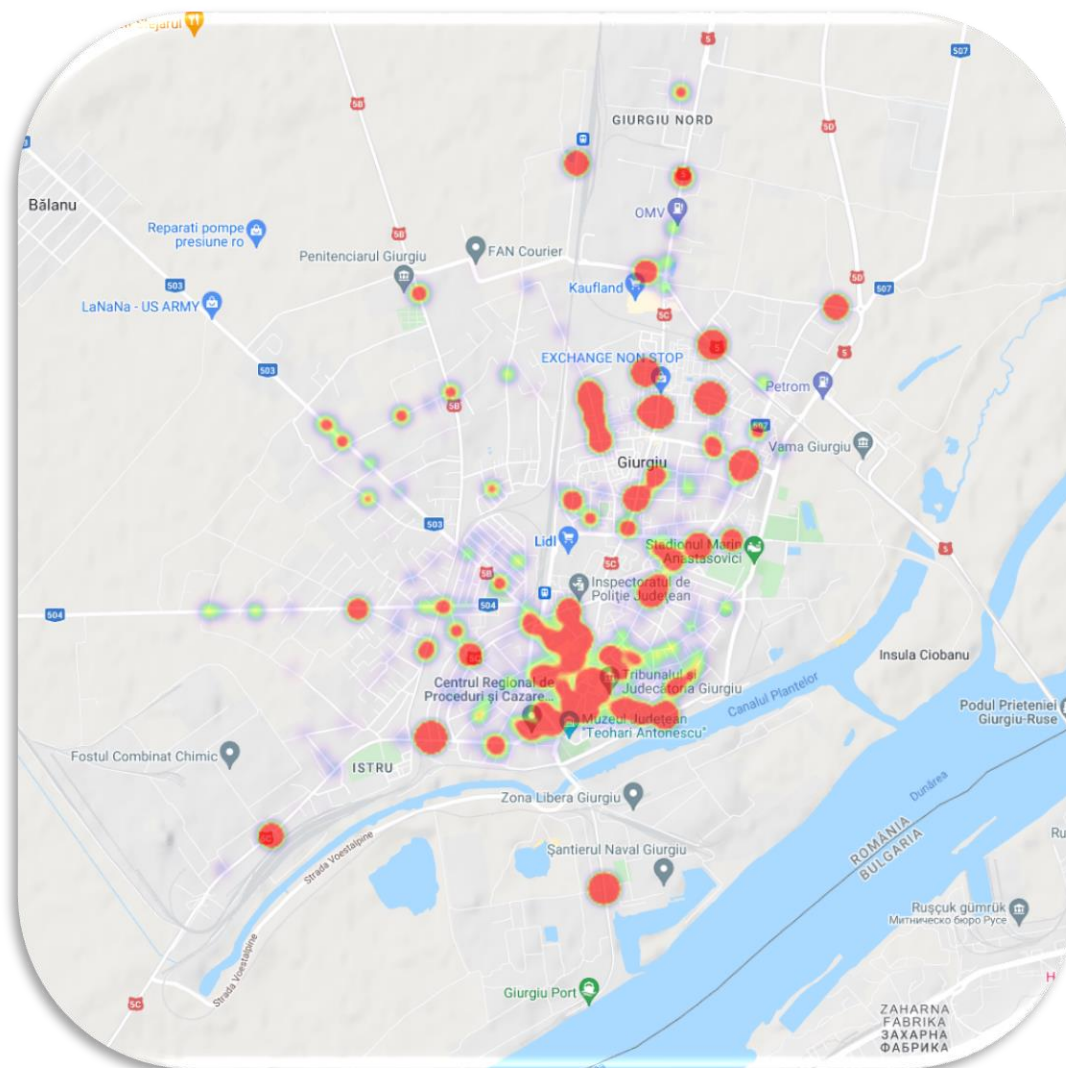 5
507
GIURGIU NORD
5B
5D
Bălanu
5
OMV
Reparati pompe
presiune ro
5B
FAN Courier
Penitenciarul Giurgiu
5D
503
Kaufland
507
LaNaNa - US ARMY
5C
5
5
EXCHANGE NON STOP
503
Petrom
5B
507
Vama Giurgiu
Giurgiu
503
Lidl
Stadionul Marin
Anastasovici
5
5C
5B
Inspectoratul de
Poliție Județean
504
504
Insula Ciobanu
Centrul Regional de
Proceduri și Cazare...
Tribunalul și
Judecătoria Giurgiu
Canalul Plantelor
Podul Prieteniei
Giurgiu-Ruse
Muzeul Județean
"Teohari Antonescu"
Fostul Combinat Chimic
ISTRU
Dunărea
Zona Libera Giurgiu
ROMÂNIA
BULGARIA
Strada Voestalpine
Șantierul Naval Giurgiu
Rusçuk gümrük
Митническо бюро Русе
Strada Voestalpine
Giurgiu Port
5C
ZAHARNA
FABRIKA
ЗАХАРНА
ФАБРИКА